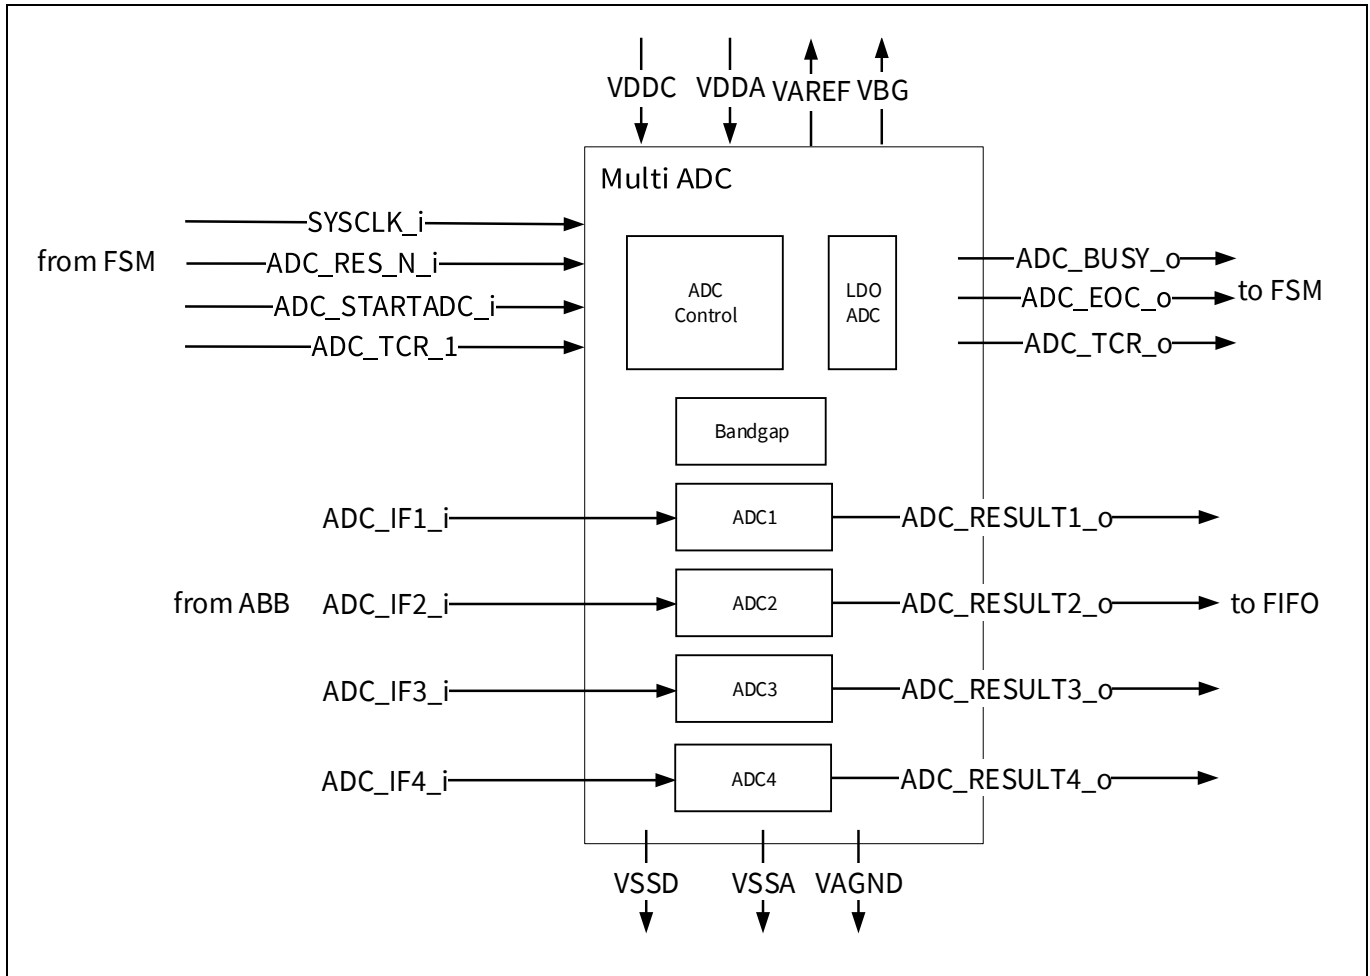 VDDC VDDA VAREF VBG
Multi ADC
SYSCLK_i
from FSM
ADC_RES_N_i
ADC_STARTADC_i
ADC_TCR_1
ADC
Control
LDO
ADC
ADC_BUSY_o
ADC_EOC_o
to FSM
ADC_TCR_o
Bandgap
ADC_IF1_i ADC1 ADC_RESULT1_o
from ABB ADC_IF2_i ADC2 ADC_RESULT2_o to FIFO
ADC_IF3_i ADC3 ADC_RESULT3_o
ADC_IF4_i ADC4 ADC_RESULT4_o
VSSD VSSA VAGND